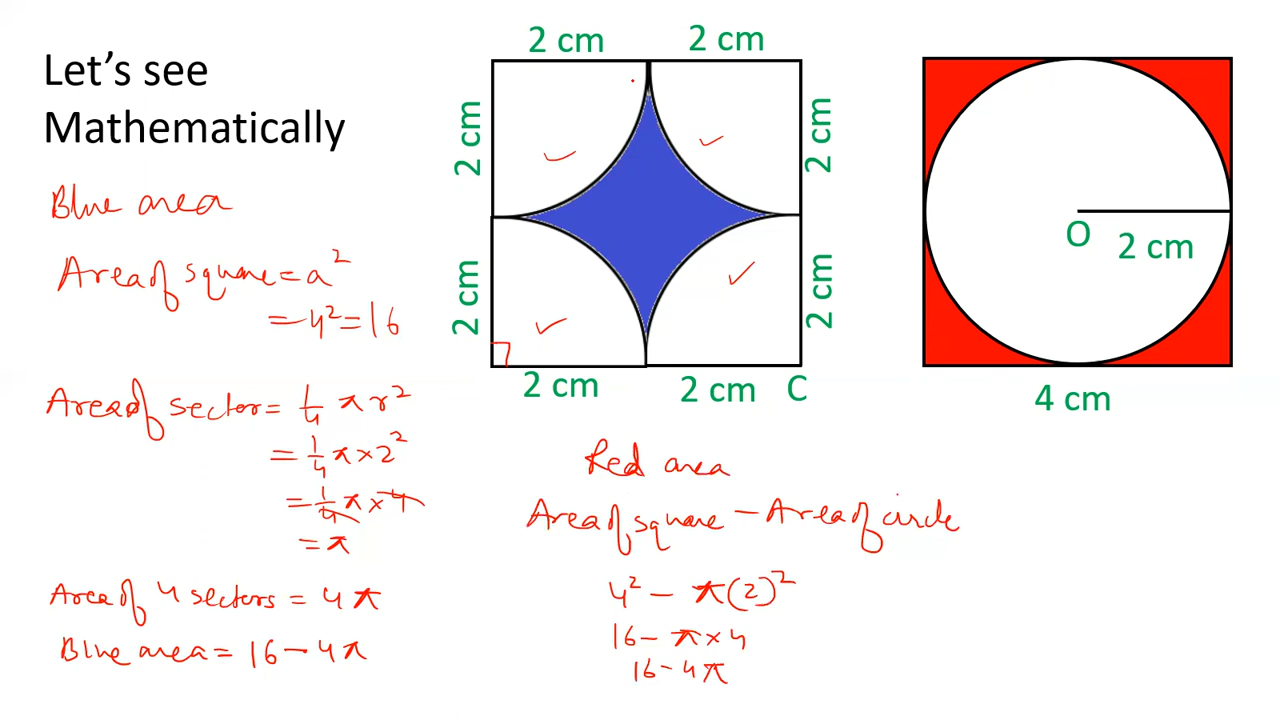 Let's see
Mathematically
Blue area
Area of square = a²
= 4² = 16
Area of sector = 1/4 π r²
= 1/4 π × 2²
= 1/4 π × 4
= π
Area of 4 sectors = 4 π
Blue area = 16 - 4π
2 cm 2 cm
2 cm 2 cm
2 cm 2 cm
2 cm 2 cm C
O
2 cm
4 cm
Red area
Area of square - Area of circle
4² - π(2)²
16 - π × 4
16 - 4π